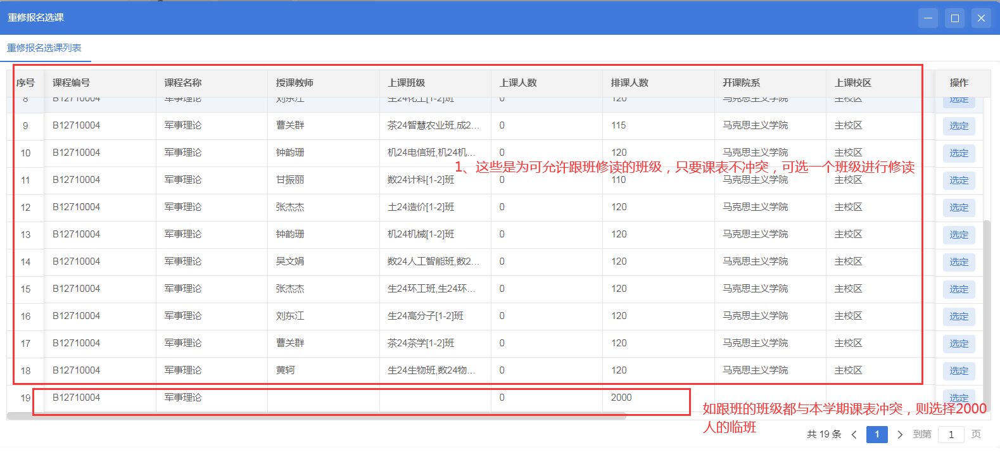 重修报名选课
重修报名选课列表
序号 课程编号 课程名称 授课教师 上课班级 上课人数 排课人数 开课院系 上课校区 操作
8 B12710004 军事理论 刘东江 生24化工[1-2]班 0 120 马克思主义学院 主校区 选定
9 B12710004 军事理论 曹关群 茶24智慧农业班,成2... 0 115 马克思主义学院 主校区 选定
10 B12710004 军事理论 钟韵珊 机24电信班,机24机... 0 120 马克思主义学院 主校区 选定
1、这些是为可允许跟班修读的班级，只要课表不冲突，可选一个班级进行修读
11 B12710004 军事理论 甘振丽 数24计科[1-2]班 0 110 马克思主义学院 主校区 选定
12 B12710004 军事理论 张杰杰 土24造价[1-2]班 0 120 马克思主义学院 主校区 选定
13 B12710004 军事理论 钟韵珊 机24机械[1-2]班 0 120 马克思主义学院 主校区 选定
14 B12710004 军事理论 吴文娟 数24人工智能班,数2... 0 120 马克思主义学院 主校区 选定
15 B12710004 军事理论 张杰杰 生24环工班,生24环... 0 120 马克思主义学院 主校区 选定
16 B12710004 军事理论 刘东江 生24高分子[1-2]班 0 120 马克思主义学院 主校区 选定
17 B12710004 军事理论 曹关群 茶24茶学[1-2]班 0 120 马克思主义学院 主校区 选定
18 B12710004 军事理论 黄轲 生24生物班,数24物... 0 120 马克思主义学院 主校区 选定
19 B12710004 军事理论 0 2000 选定
如跟班的班级都与本学期课表冲突，则选择2000
人的临班
共 19 条 1 到第 1 页